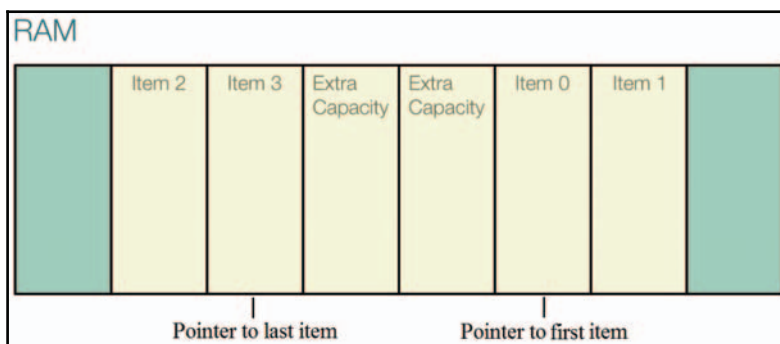 RAM
Item 2 Item 3 Extra Extra Item 0 Item 1
Capacity Capacity
Pointer to last item Pointer to first item